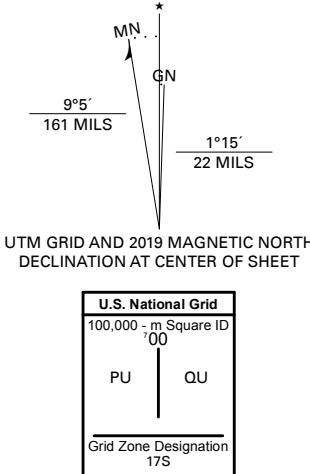 ★
MN
GN
9°5´
161 MILS
1°15´
22 MILS
UTM GRID AND 2019 MAGNETIC NORTH
DECLINATION AT CENTER OF SHEET
U.S. National Grid
100,000 - m Square ID
⁷00
PU QU
Grid Zone Designation
17S